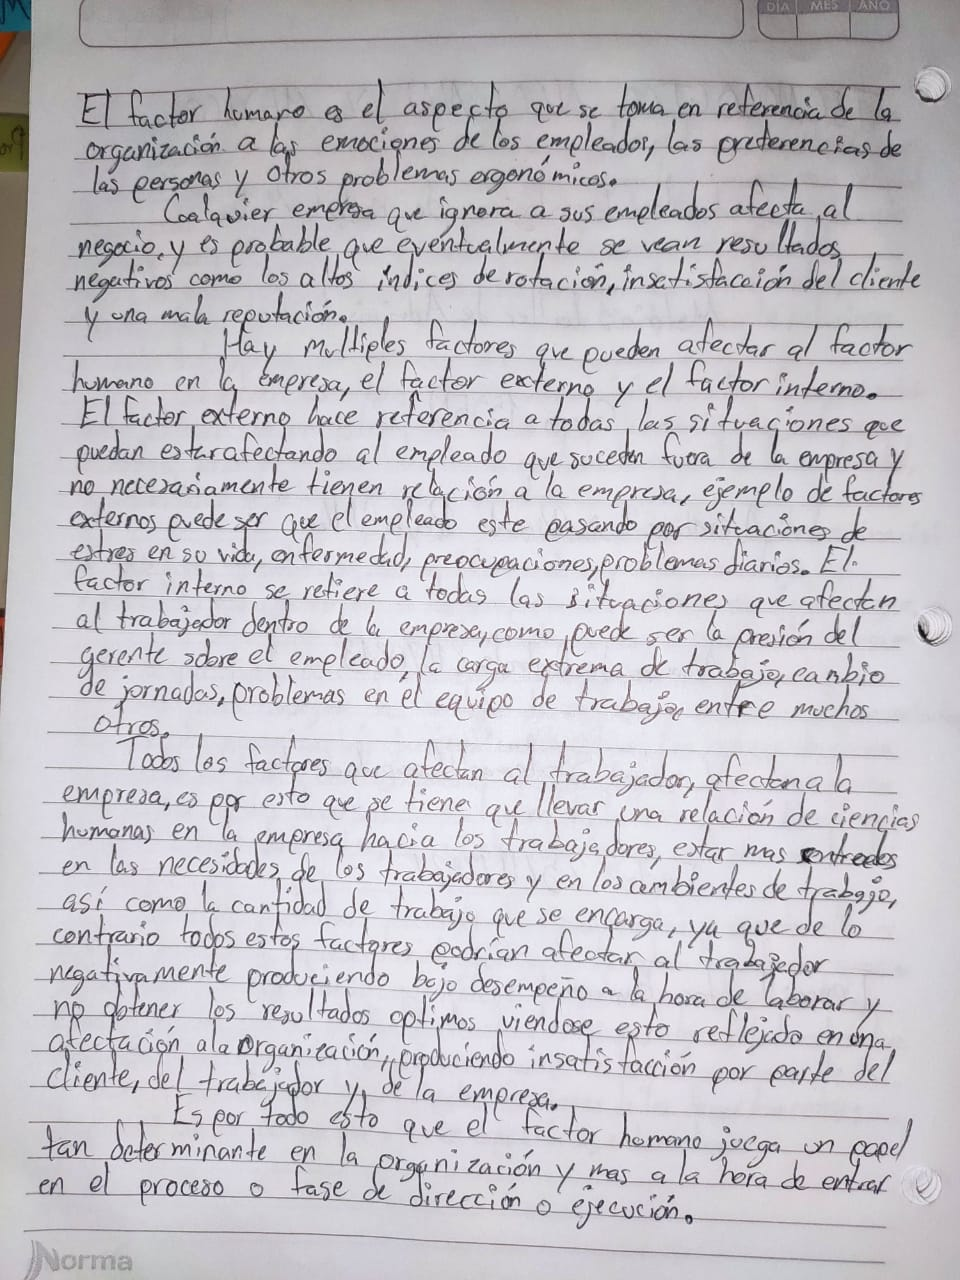 DÍA MES AÑO
El factor humano es el aspecto que se toma en referencia de la
organización a las emociones de los empleados, las preferencias de
las personas y otros problemas ergonómicos.
Coalquier empresa que ignora a sus empleados afecta al
negocio, y es probable que eventualmente se vean resultados
negativos como los altos índices de rotación, insatisfacción del cliente
y una mala reputación.
Hay multiples factores que pueden afectar al factor
humano en la empresa, el factor externo y el factor interno.
El factor externo hace referencia a todas las situaciones que
puedan estar afectando al empleado que suceden fuera de la empresa y
no necesariamente tienen relación a la empresa, ejemplo de factores
externos puede ser que el empleado este pasando por situaciones de
estres en su vida, enfermedad, preocupaciones, problemas diarios. El
factor interno se refiere a todas las situaciones que afectan
al trabajador dentro de la empresa, como puede ser la presión del
gerente sobre el empleado, la carga extrema de trabajo, cambio
de jornadas, problemas en el equipo de trabajo, entre muchos
otros.
Todos los factores que afectan al trabajador, afectan a la
empresa, es por esto que se tiene que llevar una relación de ciencias
humanas en la empresa hacia los trabajadores, estar mas
en las necesidades de los trabajadores y en los ambientes de trabajo,
así como la cantidad de trabajo que se encarga, ya que de lo
contrario todos estos factores podrían afectar al trabajador
negativamente produciendo bajo desempeño a la hora de laborar y
no obtener los resultados optimos viendose esto reflejado en una
afectación a la organización, produciendo insatisfacción por parte del
cliente, del trabajador y de la empresa.
Es por todo esto que el factor humano juega un papel
tan determinante en la organización y mas a la hora de entrar
en el proceso o fase de dirección o ejecución.
Norma